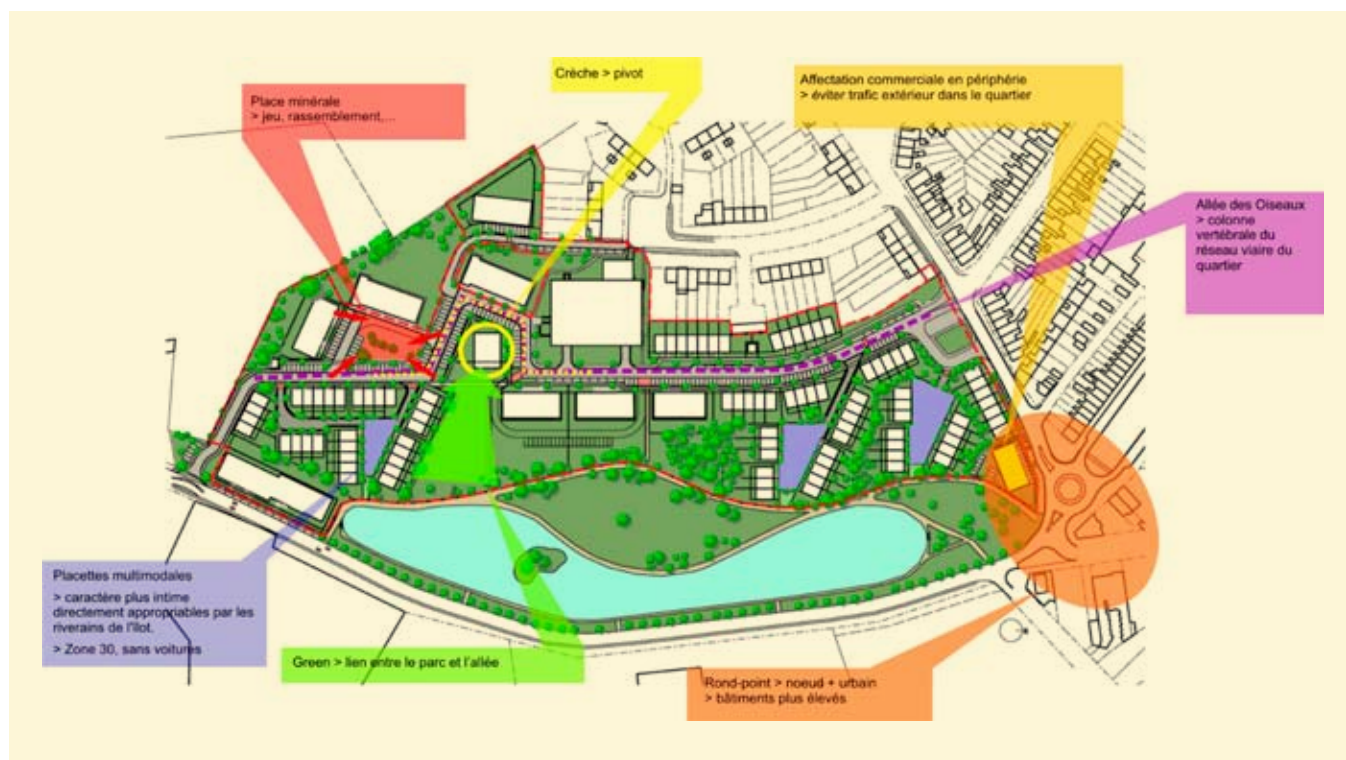 Crèche > pivot
Affectation commerciale en périphérie
> éviter trafic extérieur dans le quartier
Place minérale
> jeu, rassemblement,...
Allée des Oiseaux
> colonne
vertébrale du
réseau viaire du
quartier
Placettes multimodales
> caractère plus intime
directement appropriables par les
riverains de l'îlot.
> Zone 30, sans voitures
Green > lien entre le parc et l'allée
Rond-point > noeud + urbain
> bâtiments plus élevés